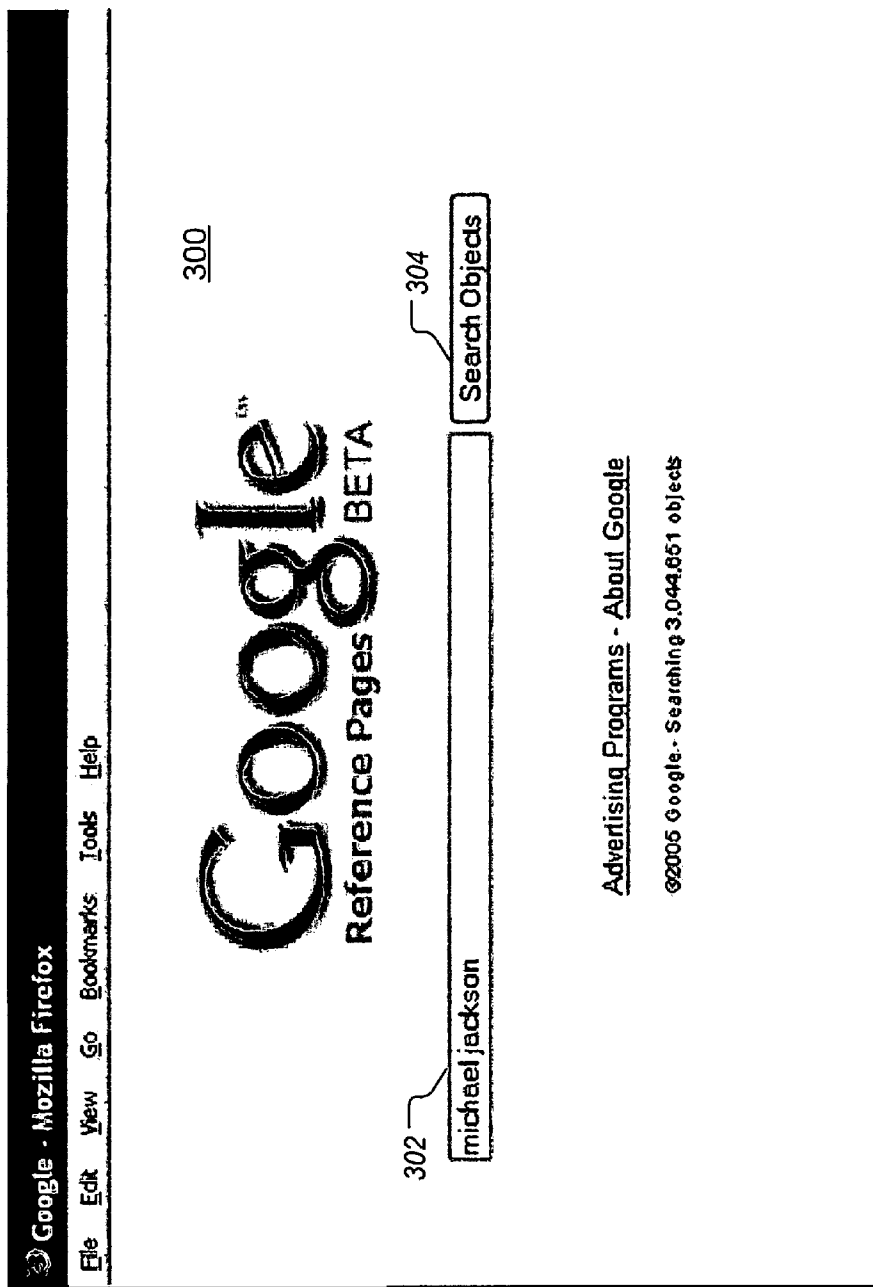 Google - Mozilla Firefox
File Edit View Go Bookmarks Tools Help
300
Google™
Reference Pages BETA
302
304
michael jackson
Search Objects
Advertising Programs - About Google
©2005 Google - Searching 3,044,651 objects